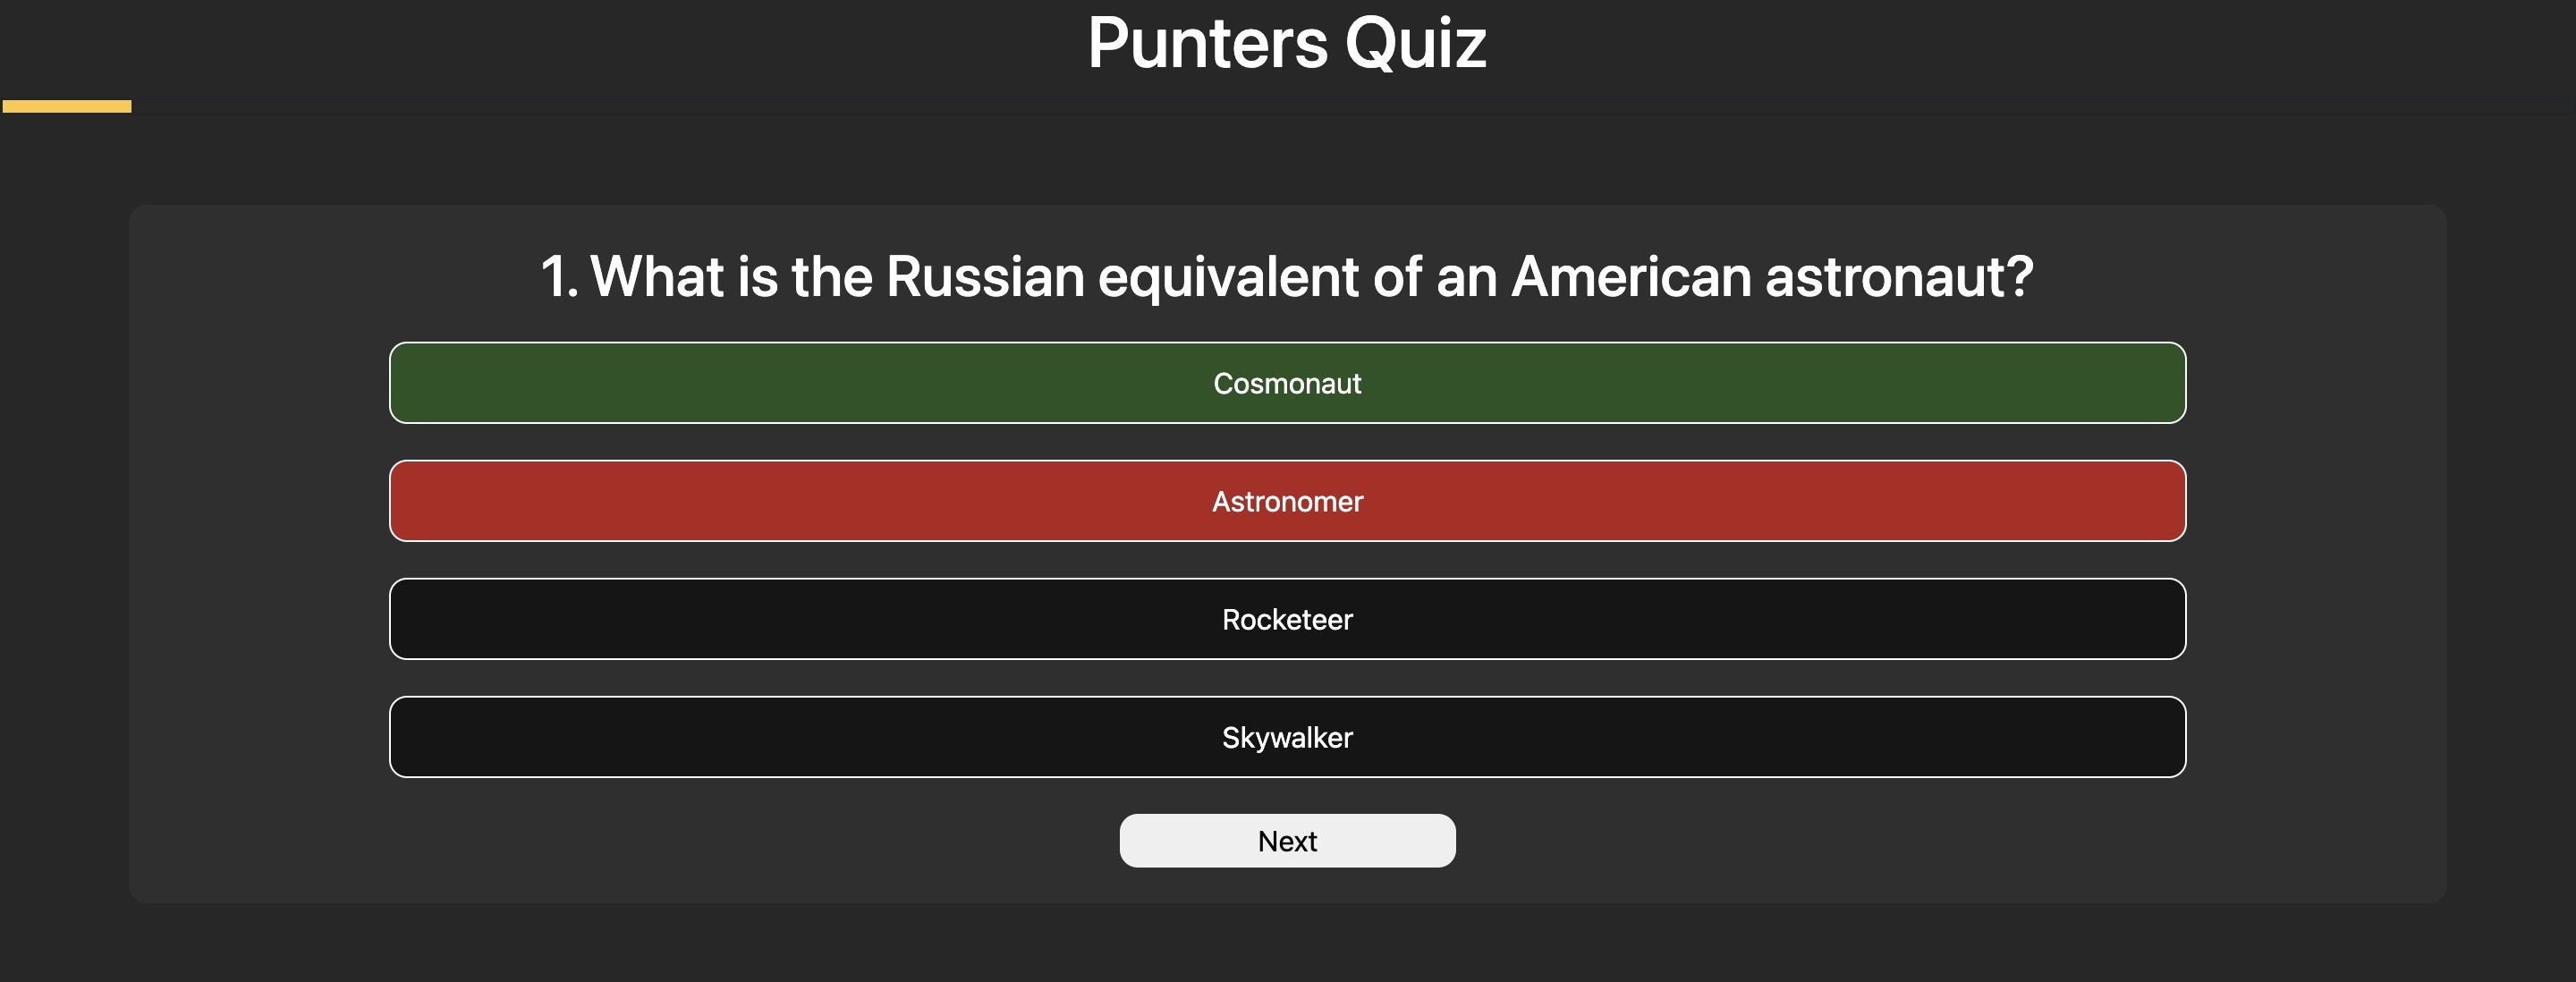 Punters Quiz
1. What is the Russian equivalent of an American astronaut?
Cosmonaut
Astronomer
Rocketeer
Skywalker
Next